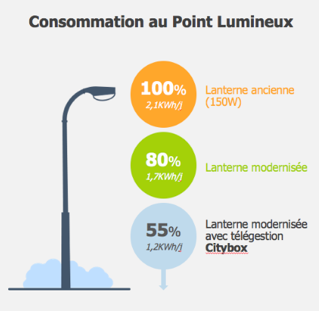 Consommation au Point Lumineux
100%
2,1KWh/j
Lanterne ancienne
(150W)
80%
1,7KWh/j
Lanterne modernisée
55%
1,2KWh/j
Lanterne modernisée
avec télégestion
Citybox